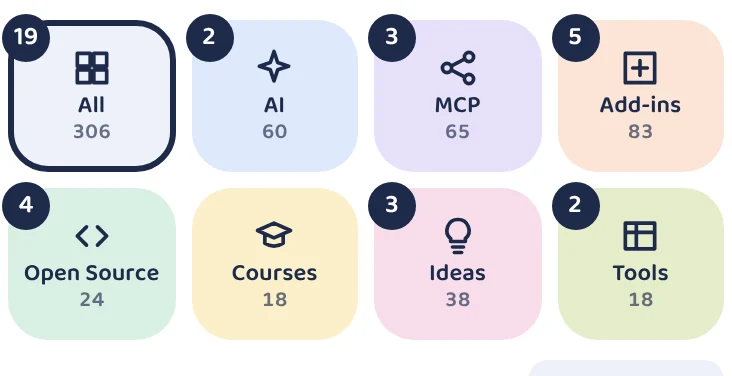 19
All
306
2
AI
60
3
MCP
65
5
Add-ins
83
4
Open Source
24
Courses
18
3
Ideas
38
2
Tools
18